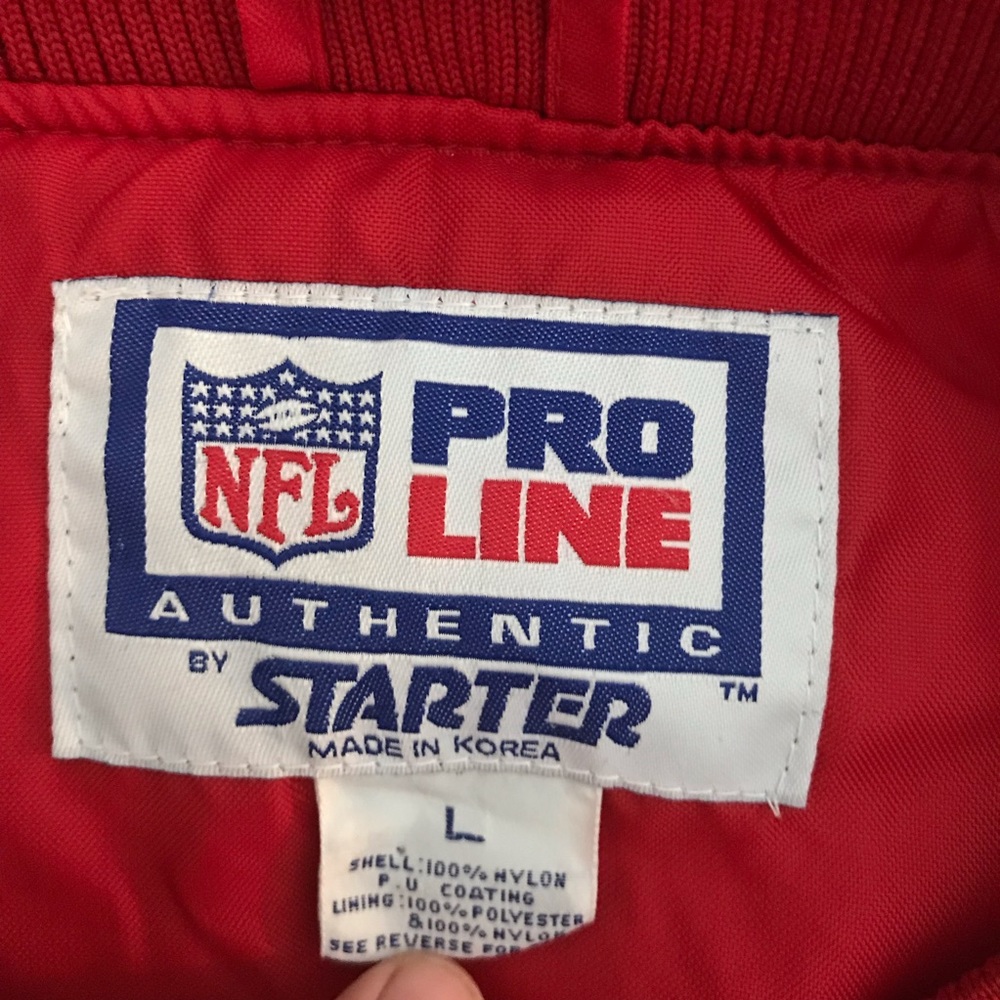 NFL
PRO
LINE
AUTHENTIC
BY STARTER TM
MADE IN KOREA
L
SHELL:100% NYLON
P.U. COATING
LINING:100% POLYESTER
&100% NYLON
SEE REVERSE FOR